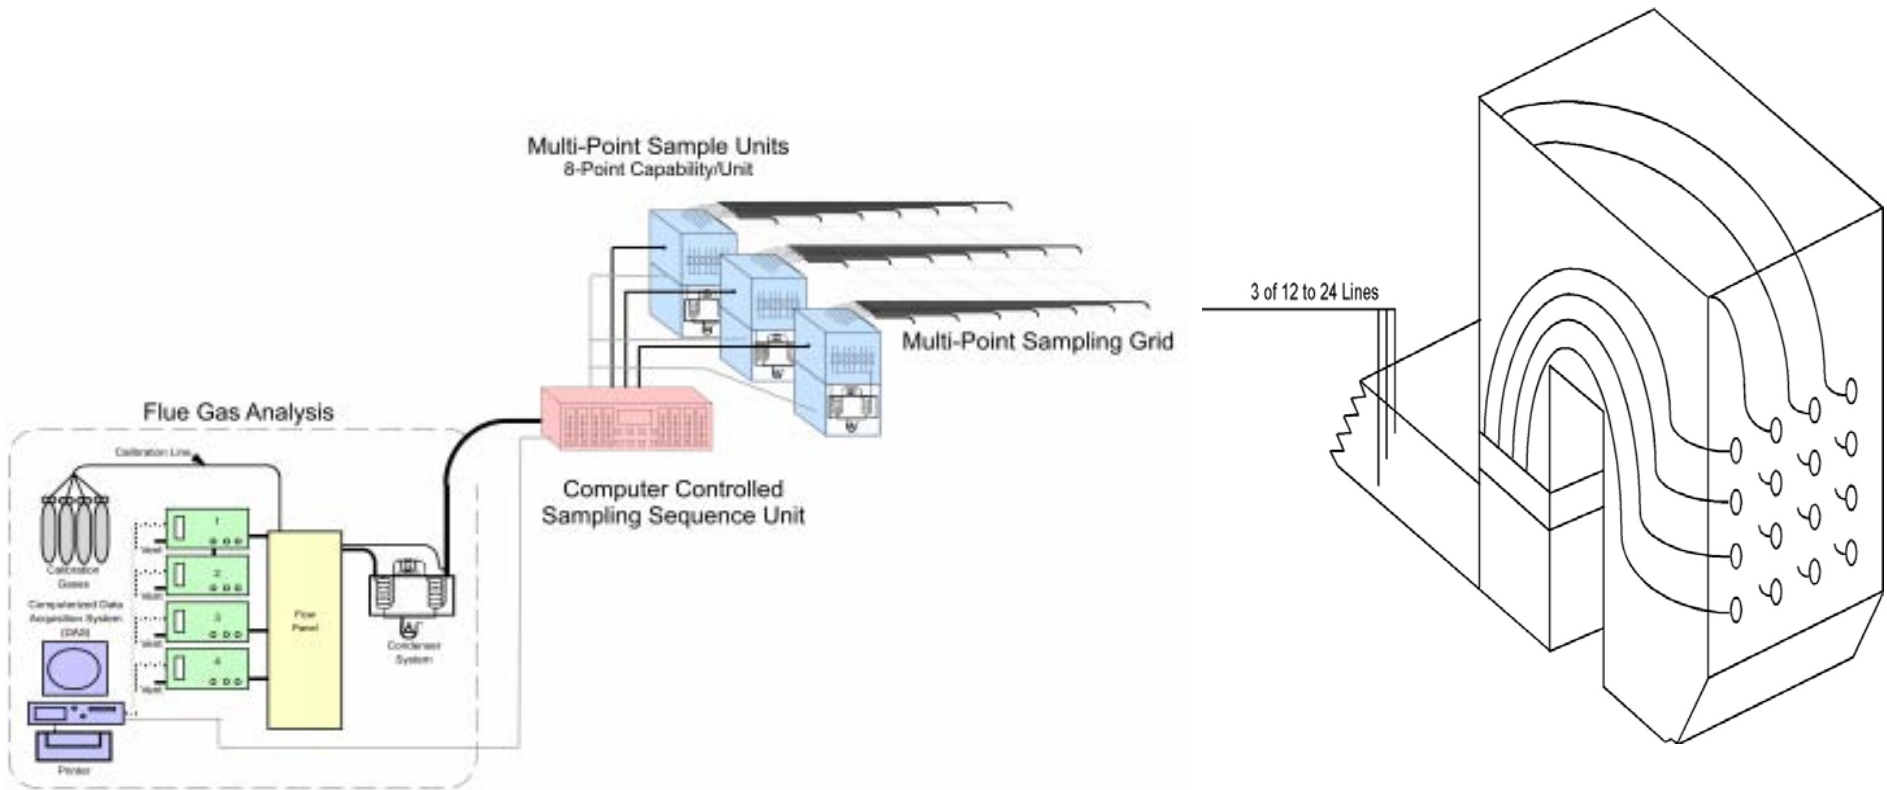 Multi-Point Sample Units
8-Point Capability/Unit
Multi-Point Sampling Grid
Flue Gas Analysis
Calibration Line
Computer Controlled
Sampling Sequence Unit
Calibration
Gases
Computerized Data
Acquisition System
(DAS)
Printer
1
Vent
2
Vent
3
Vent
4
Vent
Flow
Panel
Condenser
System
3 of 12 to 24 Lines